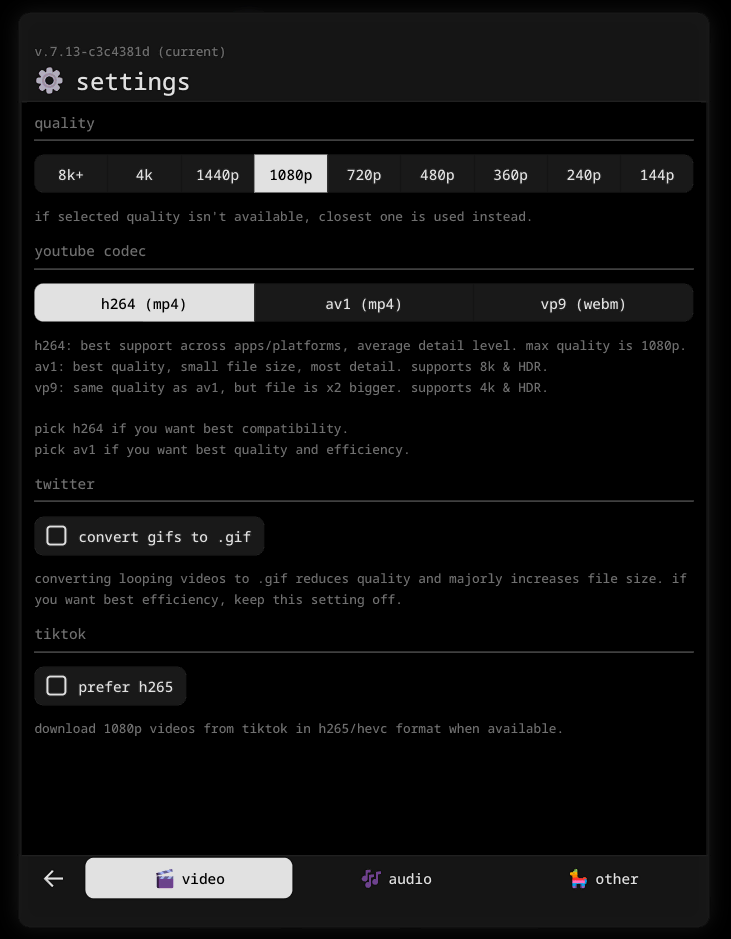 v.7.13-c3c4381d (current)
settings
quality
8k+ 4k 1440p 1080p 720p 480p 360p 240p 144p
if selected quality isn't available, closest one is used instead.
youtube codec
h264 (mp4) av1 (mp4) vp9 (webm)
h264: best support across apps/platforms, average detail level. max quality is 1080p.
av1: best quality, small file size, most detail. supports 8k & HDR.
vp9: same quality as av1, but file is x2 bigger. supports 4k & HDR.
pick h264 if you want best compatibility.
pick av1 if you want best quality and efficiency.
twitter
convert gifs to .gif
converting looping videos to .gif reduces quality and majorly increases file size. if
you want best efficiency, keep this setting off.
tiktok
prefer h265
download 1080p videos from tiktok in h265/hevc format when available.
video audio other